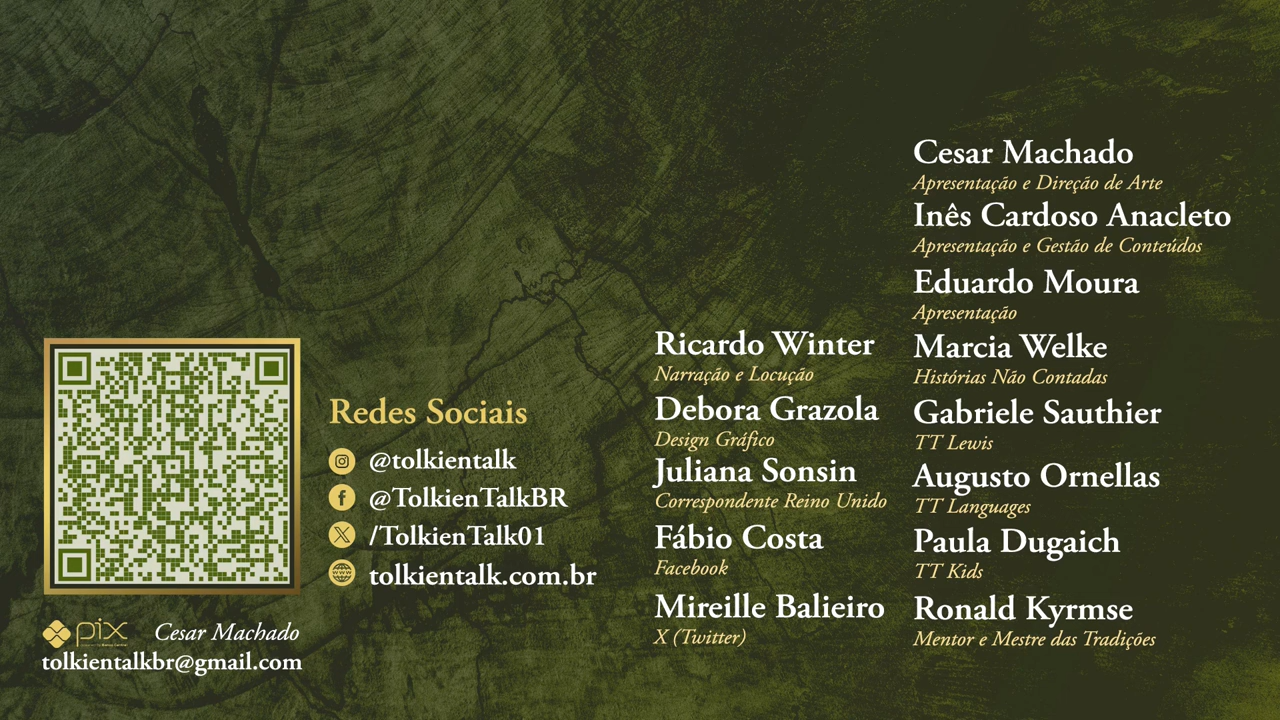 Cesar Machado
Apresentação e Direção de Arte
Inês Cardoso Anacleto
Apresentação e Gestão de Conteúdos
Eduardo Moura
Apresentação
Marcia Welke
Histórias Não Contadas
Gabriele Sauthier
TT Lewis
Augusto Ornellas
TT Languages
Paula Dugaich
TT Kids
Ronald Kyrmse
Mentor e Mestre das Tradições
Ricardo Winter
Narração e Locução
Debora Grazola
Design Gráfico
Juliana Sonsin
Correspondente Reino Unido
Fábio Costa
Facebook
Mireille Balieiro
X (Twitter)
Redes Sociais
@tolkientalk
@TolkienTalkBR
/TolkienTalk01
tolkientalk.com.br
pix
Cesar Machado
tolkientalkbr@gmail.com